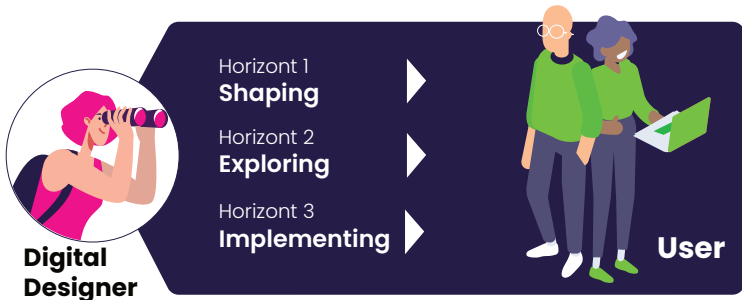 Horizont 1
Shaping
Horizont 2
Exploring
Horizont 3
Implementing
Digital
Designer
User